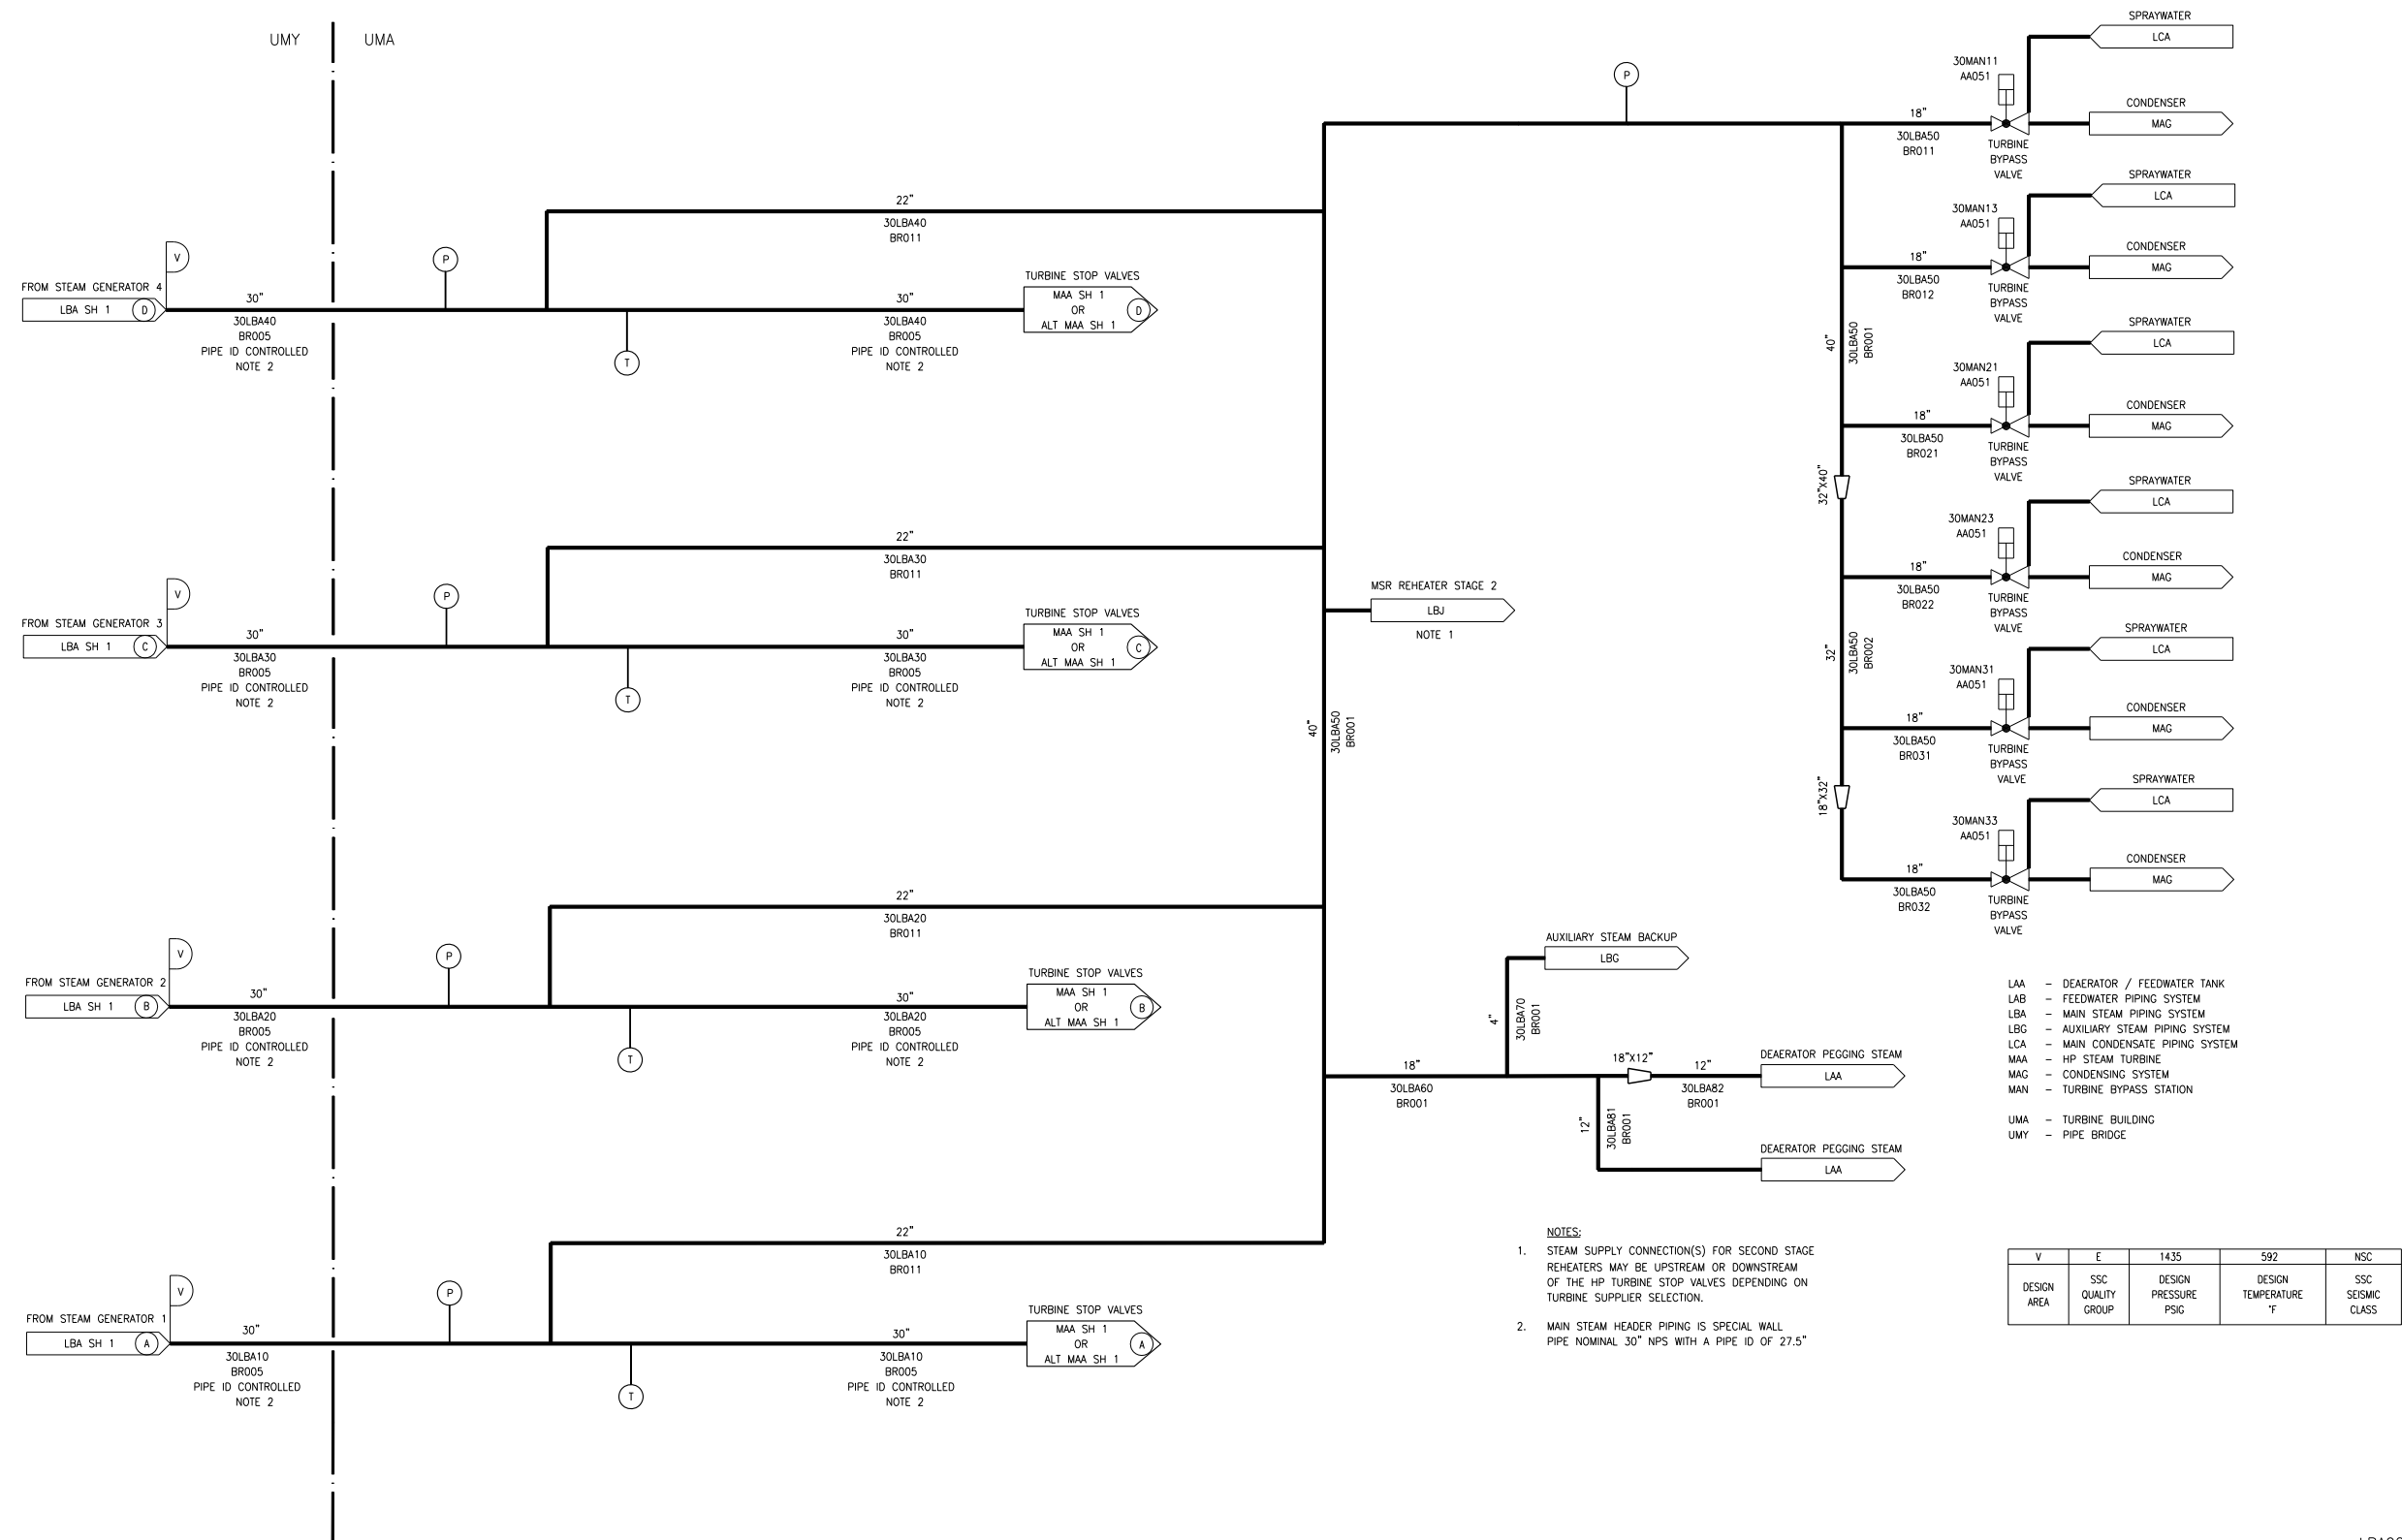 UMY
UMA
FROM STEAM GENERATOR 4
LBA SH 1
D
V
30"
30LBA40
BR005
PIPE ID CONTROLLED
NOTE 2
P
22"
30LBA40
BR011
T
30"
30LBA40
BR005
PIPE ID CONTROLLED
NOTE 2
TURBINE STOP VALVES
MAA SH 1
OR
ALT MAA SH 1
D
FROM STEAM GENERATOR 3
LBA SH 1
C
V
30"
30LBA30
BR005
PIPE ID CONTROLLED
NOTE 2
P
22"
30LBA30
BR011
T
30"
30LBA30
BR005
PIPE ID CONTROLLED
NOTE 2
TURBINE STOP VALVES
MAA SH 1
OR
ALT MAA SH 1
C
FROM STEAM GENERATOR 2
LBA SH 1
B
V
30"
30LBA20
BR005
PIPE ID CONTROLLED
NOTE 2
P
22"
30LBA20
BR011
T
30"
30LBA20
BR005
PIPE ID CONTROLLED
NOTE 2
TURBINE STOP VALVES
MAA SH 1
OR
ALT MAA SH 1
B
FROM STEAM GENERATOR 1
LBA SH 1
A
V
30"
30LBA10
BR005
PIPE ID CONTROLLED
NOTE 2
P
22"
30LBA10
BR011
T
30"
30LBA10
BR005
PIPE ID CONTROLLED
NOTE 2
TURBINE STOP VALVES
MAA SH 1
OR
ALT MAA SH 1
A
40"
30LBA50
BR001
MSR REHEATER STAGE 2
LBJ
NOTE 1
P
18"
30LBA60
BR001
4"
30LBA70
BR001
AUXILIARY STEAM BACKUP
LBG
18"X12"
12"
30LBA82
BR001
DEAERATOR PEGGING STEAM
LAA
12"
30LBA81
BR001
DEAERATOR PEGGING STEAM
LAA
40"
30LBA50
BR001
32"X40"
32"
30LBA50
BR002
18"X32"
SPRAYWATER
LCA
30MAN11
AA051
18"
30LBA50
BR011
TURBINE
BYPASS
VALVE
CONDENSER
MAG
SPRAYWATER
LCA
30MAN13
AA051
18"
30LBA50
BR012
TURBINE
BYPASS
VALVE
CONDENSER
MAG
SPRAYWATER
LCA
30MAN21
AA051
18"
30LBA50
BR021
TURBINE
BYPASS
VALVE
CONDENSER
MAG
SPRAYWATER
LCA
30MAN23
AA051
18"
30LBA50
BR022
TURBINE
BYPASS
VALVE
CONDENSER
MAG
SPRAYWATER
LCA
30MAN31
AA051
18"
30LBA50
BR031
TURBINE
BYPASS
VALVE
CONDENSER
MAG
SPRAYWATER
LCA
30MAN33
AA051
18"
30LBA50
BR032
TURBINE
BYPASS
VALVE
CONDENSER
MAG
LAA – DEAERATOR / FEEDWATER TANK
LAB – FEEDWATER PIPING SYSTEM
LBA – MAIN STEAM PIPING SYSTEM
LBG – AUXILIARY STEAM PIPING SYSTEM
LCA – MAIN CONDENSATE PIPING SYSTEM
MAA – HP STEAM TURBINE
MAG – CONDENSING SYSTEM
MAN – TURBINE BYPASS STATION
UMA – TURBINE BUILDING
UMY – PIPE BRIDGE
NOTES:
1. STEAM SUPPLY CONNECTION(S) FOR SECOND STAGE
REHEATERS MAY BE UPSTREAM OR DOWNSTREAM
OF THE HP TURBINE STOP VALVES DEPENDING ON
TURBINE SUPPLIER SELECTION.
2. MAIN STEAM HEADER PIPING IS SPECIAL WALL
PIPE NOMINAL 30" NPS WITH A PIPE ID OF 27.5"
V E 1435 592 NSC
DESIGN AREA
SSC QUALITY GROUP
DESIGN PRESSURE PSIG
DESIGN TEMPERATURE °F
SSC SEISMIC CLASS